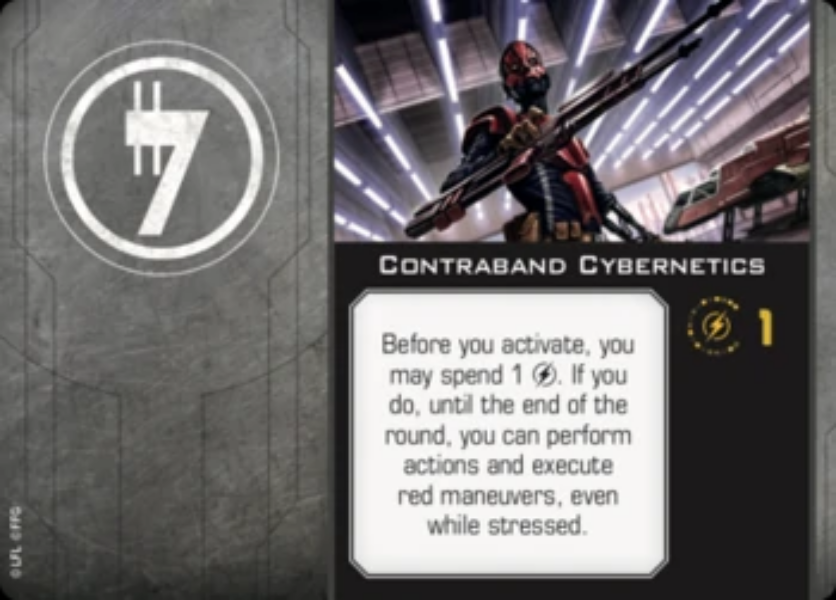 Contraband Cybernetics
1
Before you activate, you
may spend 1 . If you
do, until the end of the
round, you can perform
actions and execute
red maneuvers, even
while stressed.
©LFL ©FFG